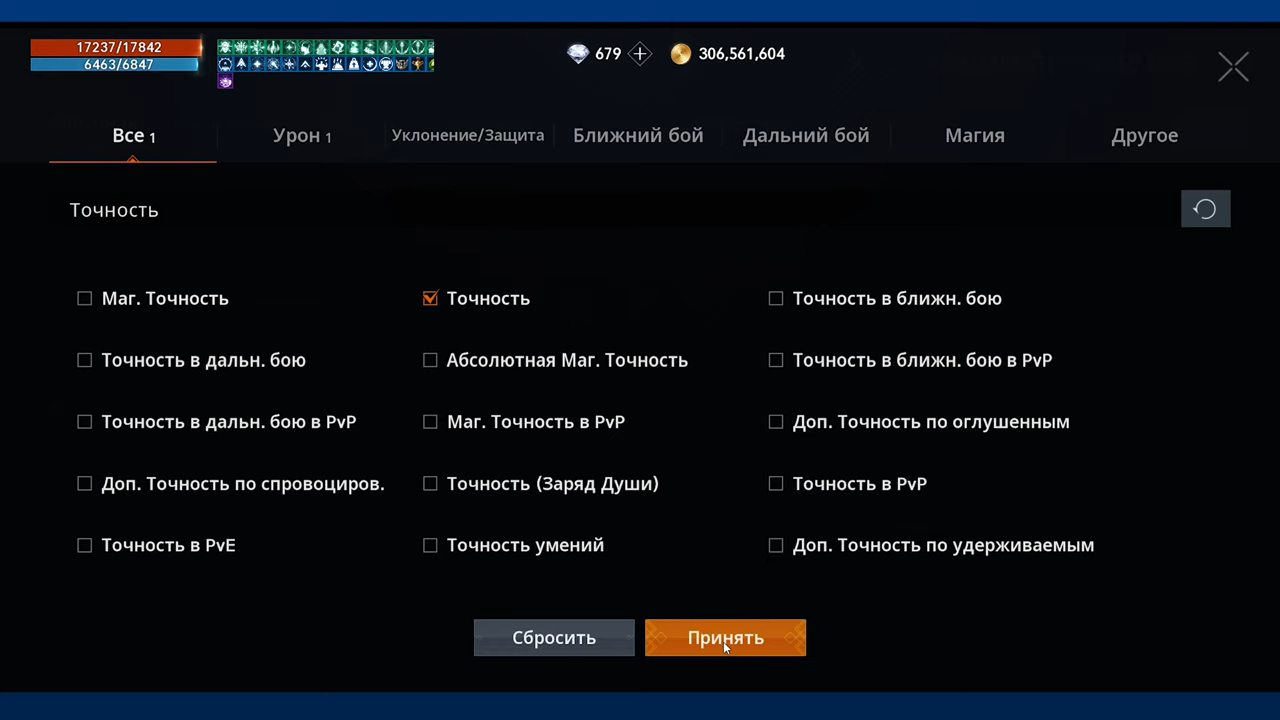 17237/17842
6463/6847
679
306,561,604
Все 1
Урон 1
Уклонение/Защита
Ближний бой
Дальний бой
Магия
Другое
Точность
Маг. Точность
Точность
Точность в ближн. бою
Точность в дальн. бою
Абсолютная Маг. Точность
Точность в ближн. бою в PvP
Точность в дальн. бою в PvP
Маг. Точность в PvP
Доп. Точность по оглушенным
Доп. Точность по спровоциров.
Точность (Заряд Души)
Точность в PvP
Точность в PvE
Точность умений
Доп. Точность по удерживаемым
Сбросить
Принять